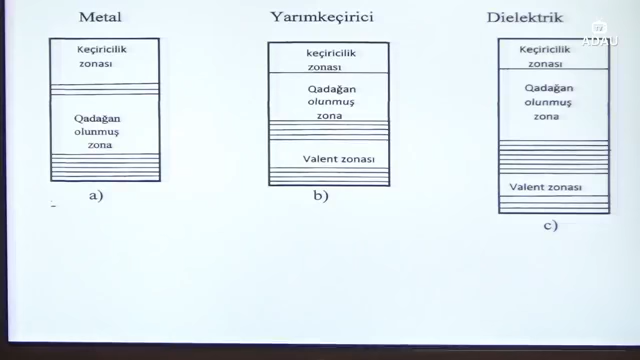 Metal
Keçiricilik
zonası
Qadağan
olunmuş
zona
a)
Yarımkeçirici
keçiricilik
zonası
Qadağan
olunmuş
zona
Valent zonası
b)
Dielektrik
Keçiricilik
zonası
Qadağan
olunmuş
zona
Valent zonası
c)
ADAU